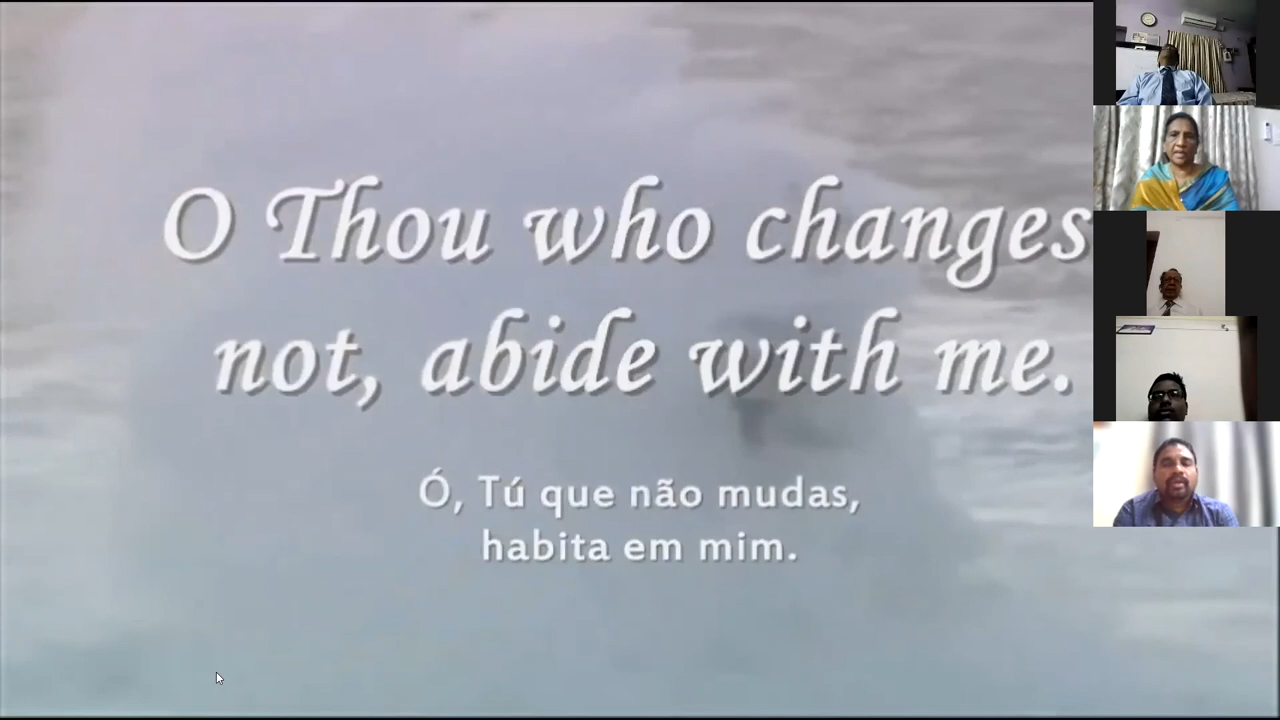 O Thou who changes
not, abide with me.
Ó, Tú que não mudas,
habita em mim.